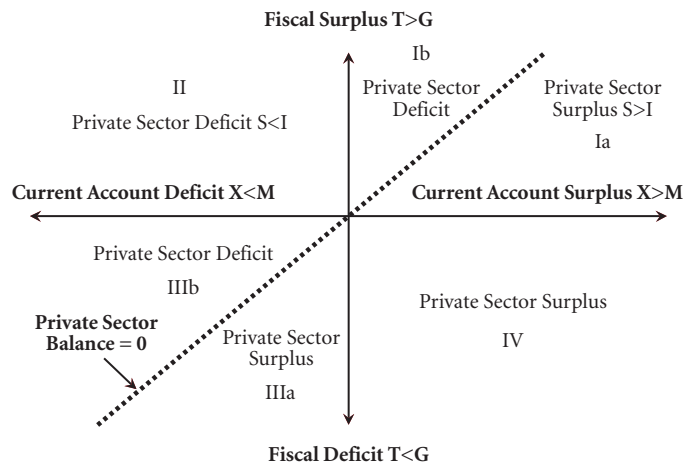 Fiscal Surplus T>G
Ib
II
Private Sector Deficit S<I
Private Sector
Deficit
Private Sector
Surplus S>I
Ia
Current Account Deficit X<M
Current Account Surplus X>M
Private Sector Deficit
IIIb
Private Sector
Balance = 0
Private Sector
Surplus
IIIa
Private Sector Surplus
IV
Fiscal Deficit T<G